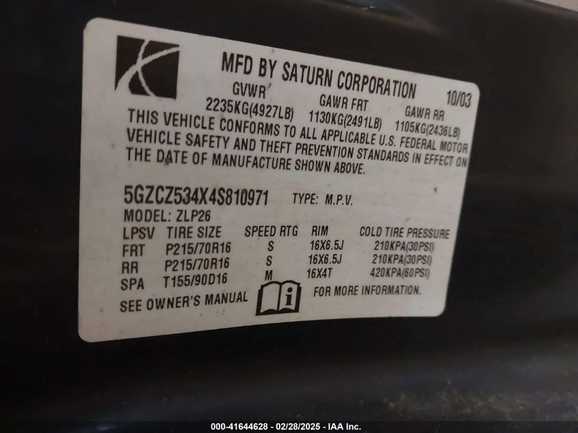 MFD BY SATURN CORPORATION
10/03
GVWR GAWR FRT GAWR RR
2235KG(4927LB) 1130KG(2491LB) 1105KG(2436LB)
THIS VEHICLE CONFORMS TO ALL APPLICABLE U.S. FEDERAL MOTOR
VEHICLE SAFETY AND THEFT PREVENTION STANDARDS IN EFFECT ON
THE DATE OF MANUFACTURE SHOWN ABOVE.
5GZCZ534X4S810971 TYPE: M.P.V.
MODEL: ZLP26
LPSV TIRE SIZE SPEED RTG RIM COLD TIRE PRESSURE
FRT P215/70R16 S 16X6.5J 210KPA(30PSI)
RR P215/70R16 S 16X6.5J 210KPA(30PSI)
SPA T155/90D16 M 16X4T 420KPA(60PSI)
SEE OWNER'S MANUAL i FOR MORE INFORMATION.
000-41644628 - 02/28/2025 - IAA Inc.